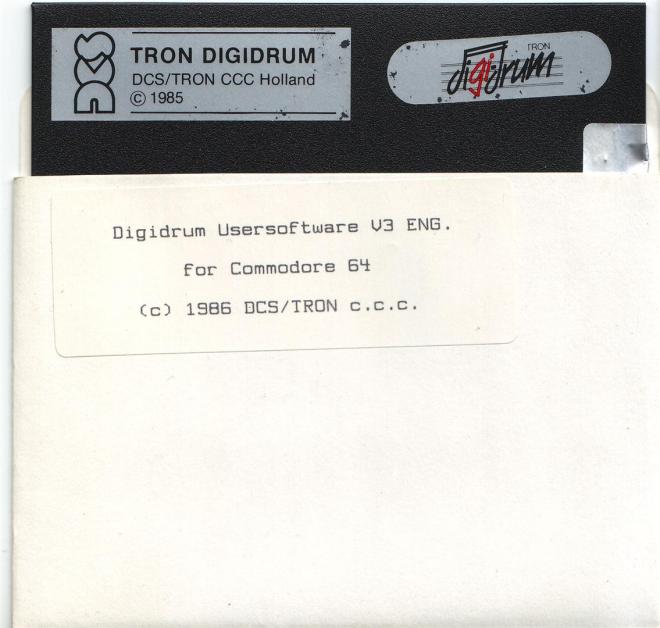 TRON DIGIDRUM
DCS/TRON CCC Holland
© 1985
TRON
digidrum
Digidrum Usersoftware V3 ENG.
for Commodore 64
(c) 1986 DCS/TRON c.c.c.